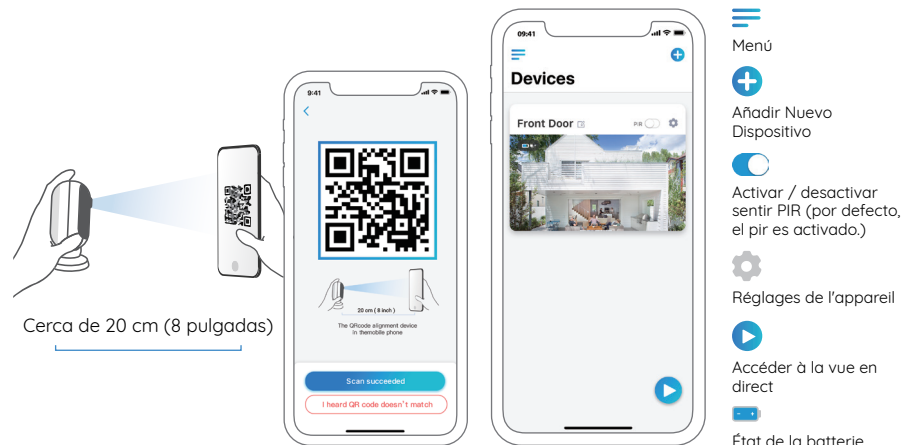 Cerca de 20 cm (8 pulgadas)
9:41
20 cm ( 8 inch )
The QRcode alignment device
in themobile phone
Scan succeeded
I heard QR code doesn't match
09:41
Devices
Front Door
PIR
Menú
Añadir Nuevo
Dispositivo
Activar / desactivar
sentir PIR (por defecto,
el pir es activado.)
Réglages de l'appareil
Accéder à la vue en
direct
État de la batterie